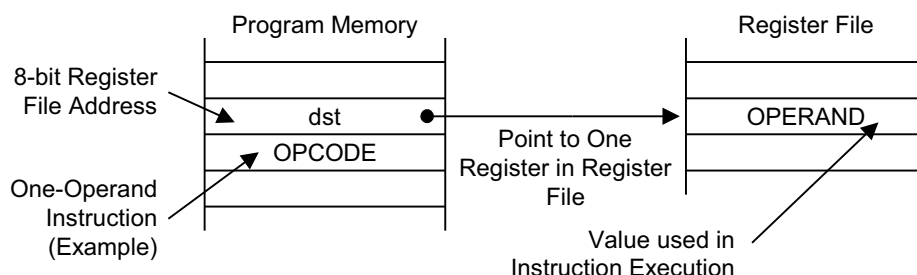 Program Memory
Register File
8-bit Register
File Address
dst
OPERAND
OPCODE
Point to One
Register in Register
File
One-Operand
Instruction
(Example)
Value used in
Instruction Execution